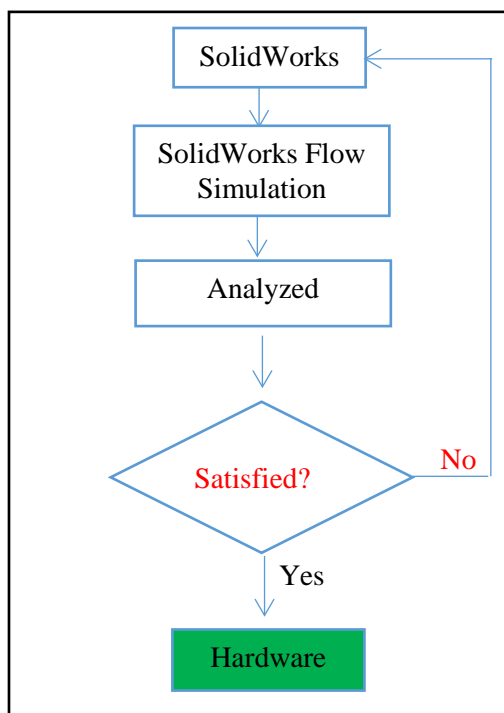 SolidWorks
SolidWorks Flow
Simulation
Analyzed
Satisfied?
No
Yes
Hardware